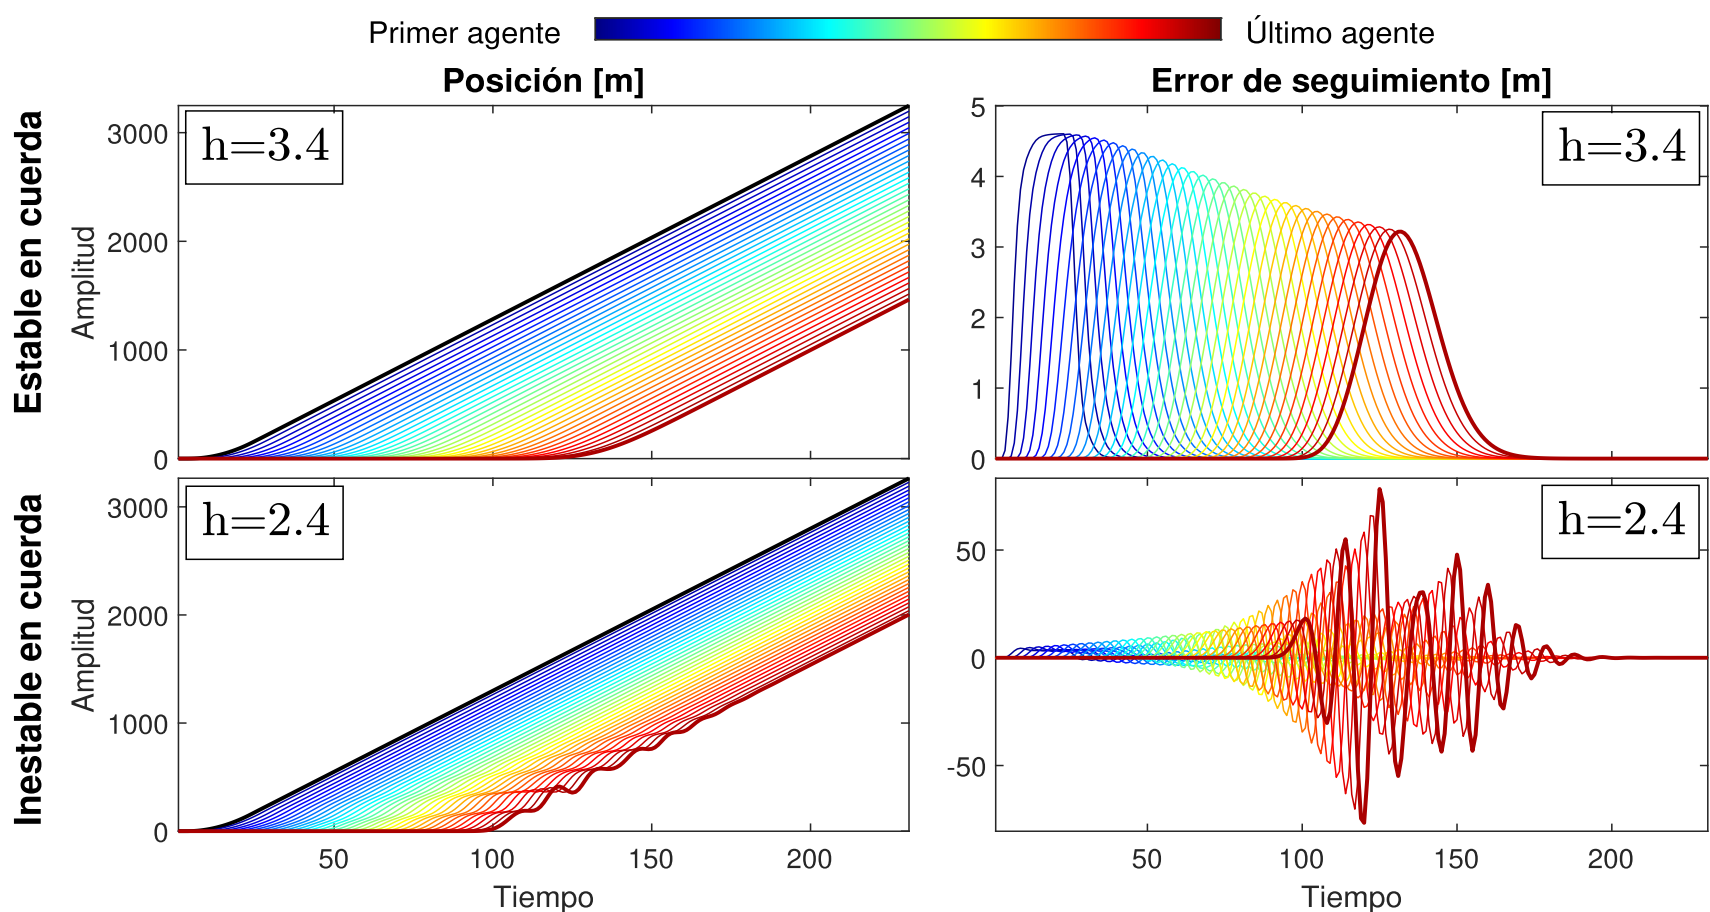 Primer agente
Último agente
Posición [m]
Error de seguimiento [m]
Estable en cuerda
Amplitud
3000
2000
1000
0
h=3.4
5
4
3
2
1
0
h=3.4
Inestable en cuerda
Amplitud
3000
2000
1000
0
h=2.4
50
100
150
200
Tiempo
50
0
-50
h=2.4
50
100
150
200
Tiempo